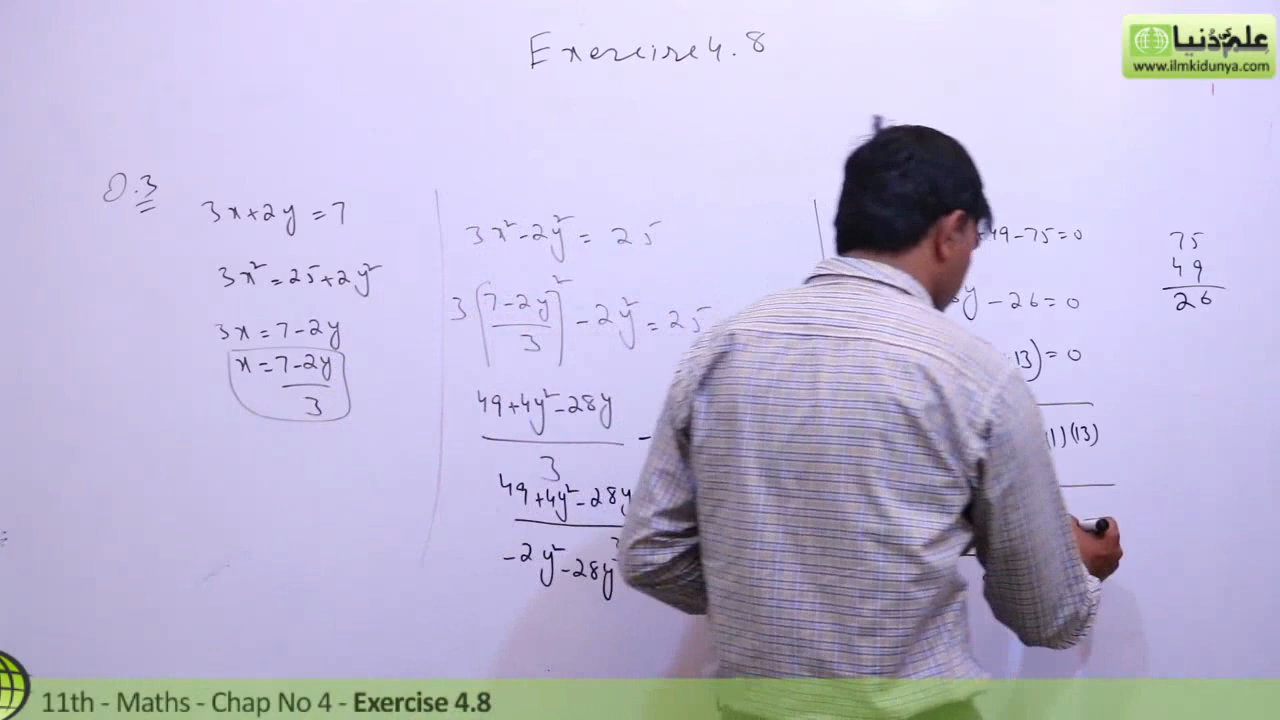 Exercise 4.8
علم کی دُنیا
www.ilmkidunya.com
Q.3
3x+2y=7
3x²=25+2y²
3x=7-2y
x=7-2y
3
3x²-2y²=25
3(7-2y/3)²-2y²=25
49+4y²-28y
3
49+4y²-28y
-2y²-28y
+49-75=0
y-26=0
13)=0
(1)(13)
75
49
26
11th - Maths - Chap No 4 - Exercise 4.8